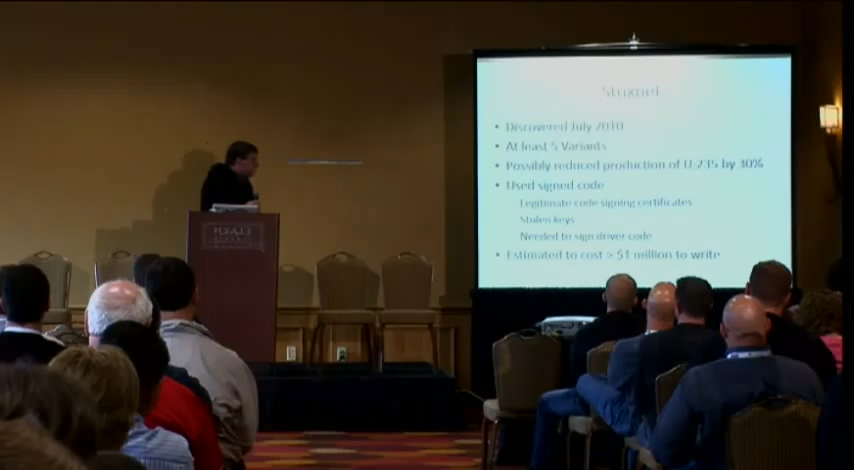 Stuxnet
• Discovered July 2010
• At least 5 Variants
• Possibly reduced production of U-235 by 30%
• Used signed code
Legitimate code signing certificates
Stolen keys
Needed to sign driver code
• Estimated to cost > $1 million to write
HYATT